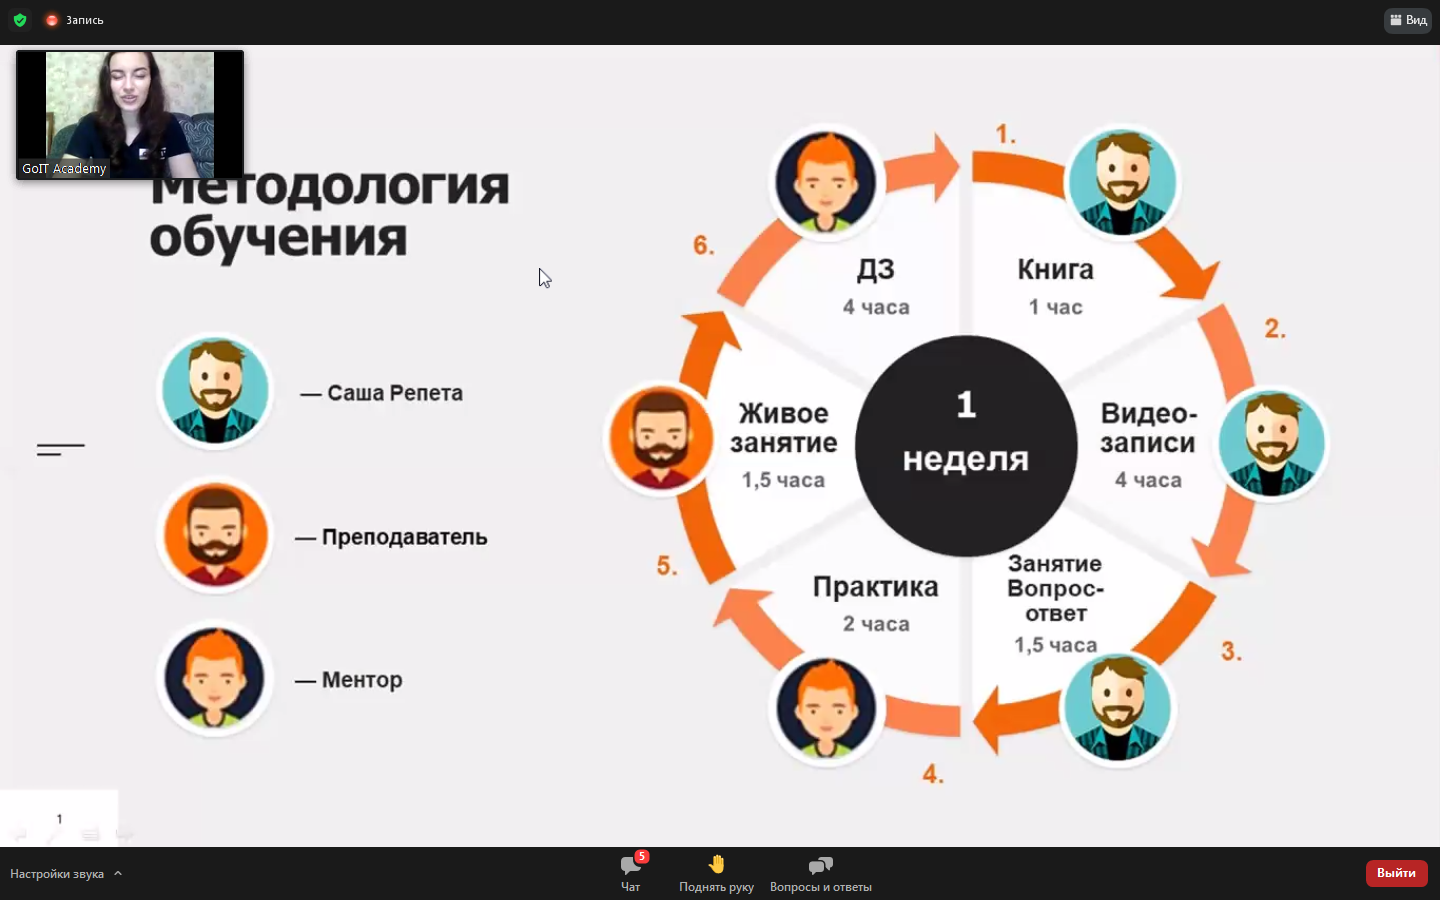 Запись
Вид
GoIT Academy
Методология
обучения
— Саша Репета
— Преподаватель
— Ментор
1.
Книга
1 час
2.
Видео-
записи
4 часа
3.
Занятие
Вопрос-
ответ
1,5 часа
4.
Практика
2 часа
5.
Живое
занятие
1,5 часа
6.
ДЗ
4 часа
1
неделя
1
Настройки звука
5
Чат
Поднять руку
Вопросы и ответы
Выйти